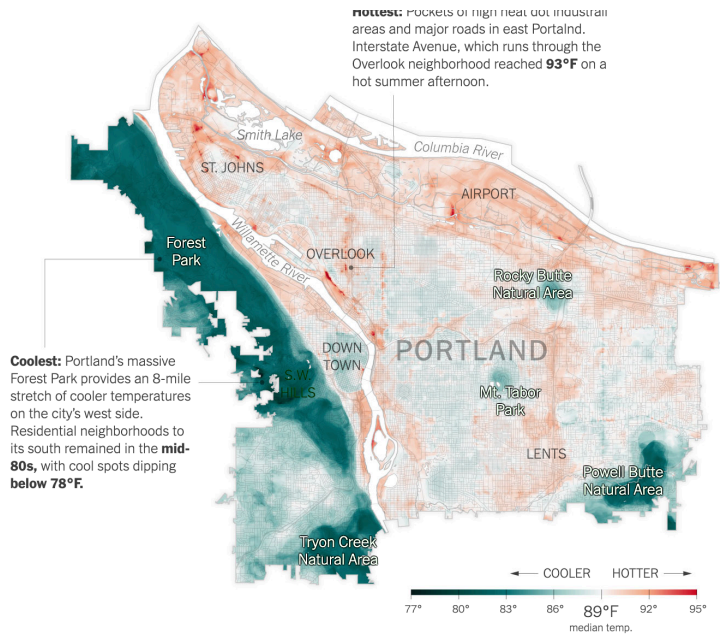 Hottest: Pockets of high heat dot industrail
areas and major roads in east Portalnd.
Interstate Avenue, which runs through the
Overlook neighborhood reached 93°F on a
hot summer afternoon.
Smith Lake
Columbia River
ST. JOHNS
AIRPORT
Willamette River
Forest
Park
OVERLOOK
Rocky Butte
Natural Area
DOWN
TOWN
PORTLAND
Coolest: Portland’s massive
Forest Park provides an 8-mile
stretch of cooler temperatures
on the city’s west side.
Residential neighborhoods to
its south remained in the mid-
80s, with cool spots dipping
below 78°F.
S.W.
HILLS
Mt. Tabor
Park
LENTS
Powell Butte
Natural Area
Tryon Creek
Natural Area
COOLER HOTTER
77° 80° 83° 86° 89°F 92° 95°
median temp.